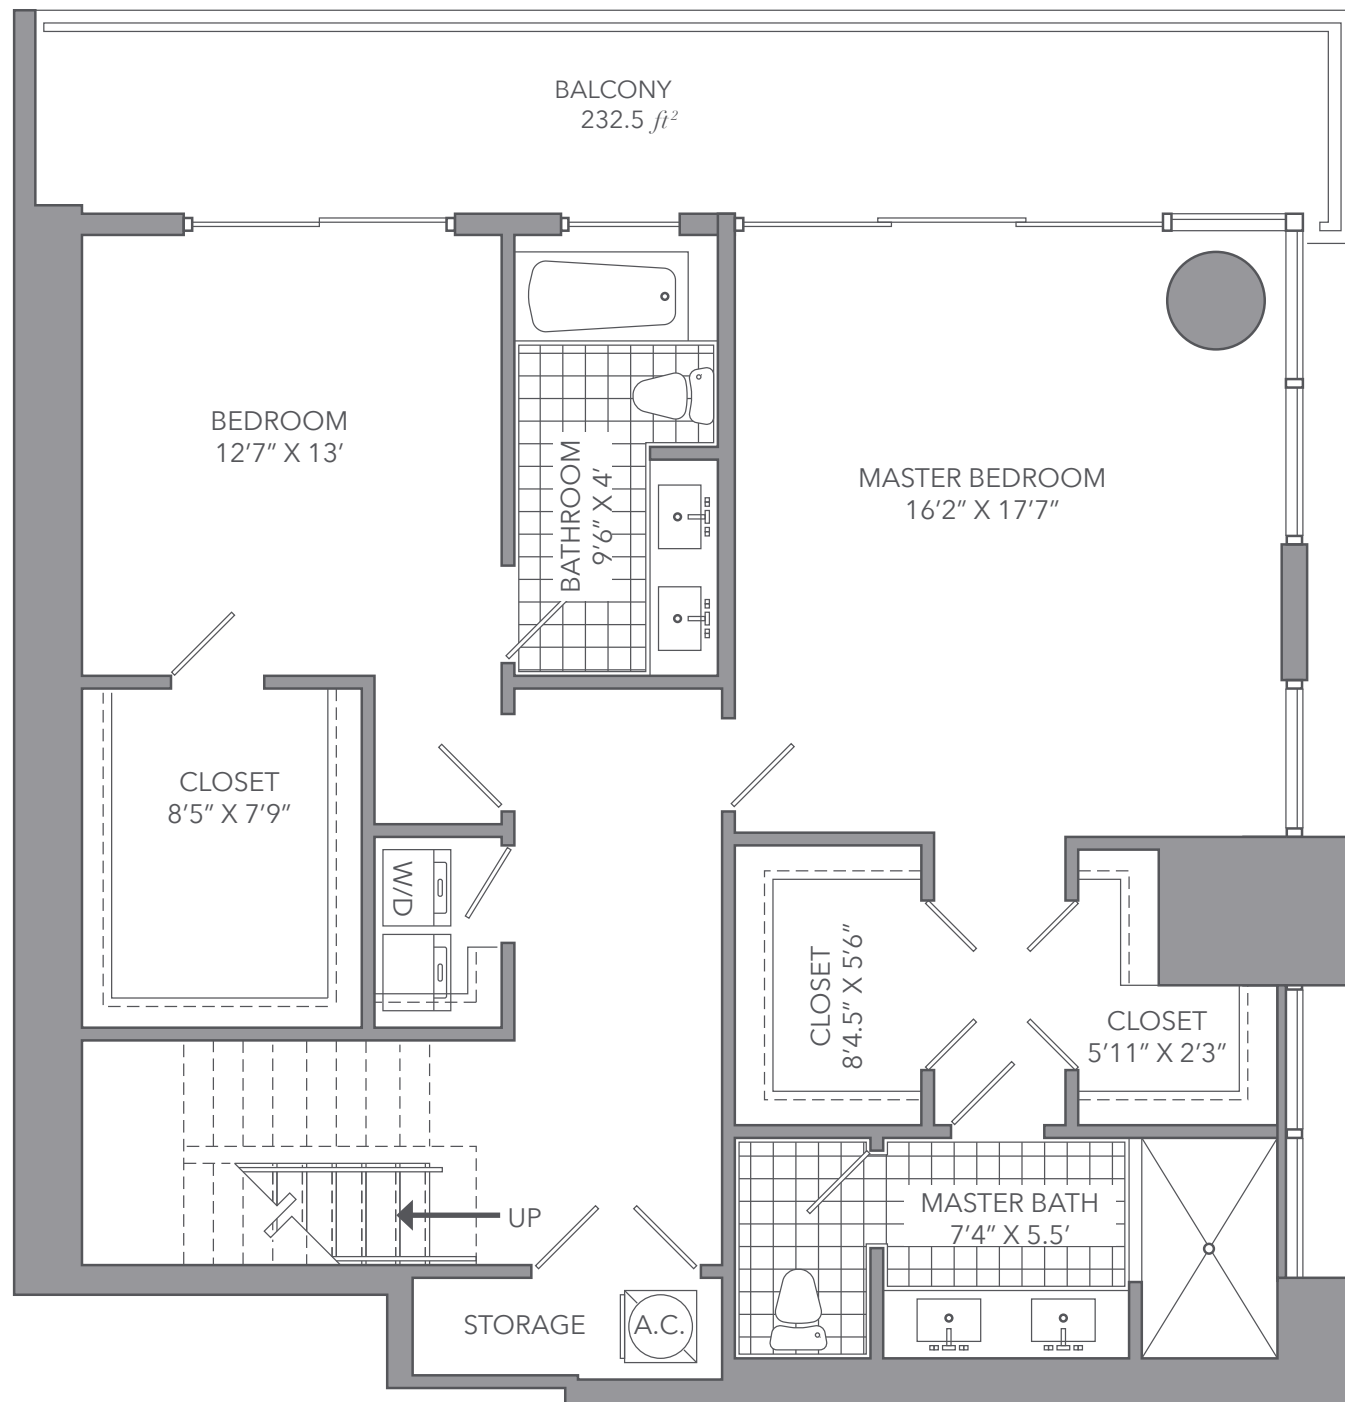 BALCONY
232.5 ft²
BEDROOM
12'7" X 13'
BATHROOM
9'6" X 4'
MASTER BEDROOM
16'2" X 17'7"
CLOSET
8'5" X 7'9"
W/D
CLOSET
8'4.5" X 5'6"
CLOSET
5'11" X 2'3"
UP
MASTER BATH
7'4" X 5.5'
STORAGE
A.C.